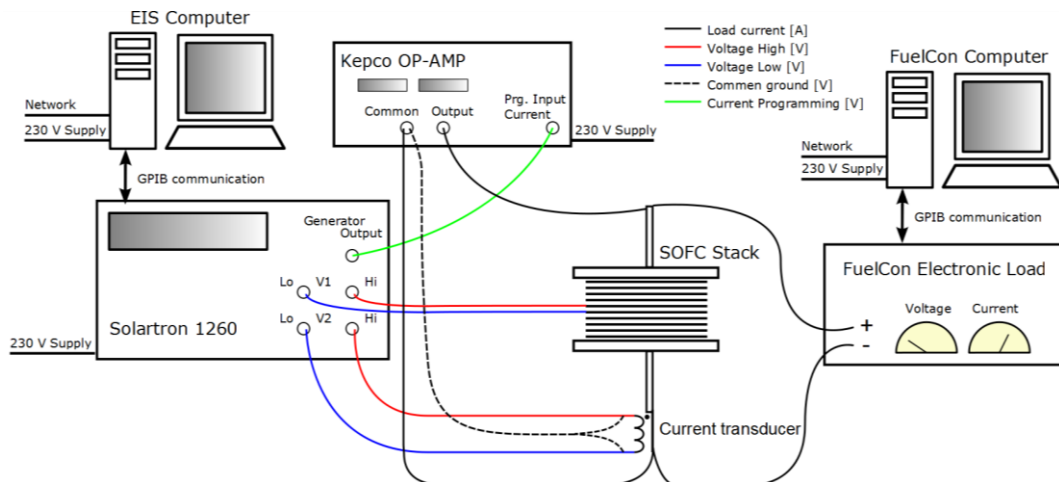 EIS Computer
Network
230 V Supply
GPIB communication
Kepco OP-AMP
Common
Output
Prg. Input
Current
230 V Supply
Load current [A]
Voltage High [V]
Voltage Low [V]
Commen ground [V]
Current Programming [V]
FuelCon Computer
Network
230 V Supply
GPIB communication
Generator
Output
Lo V1 Hi
Lo V2 Hi
Solartron 1260
230 V Supply
SOFC Stack
Current transducer
FuelCon Electronic Load
Voltage Current
+
-